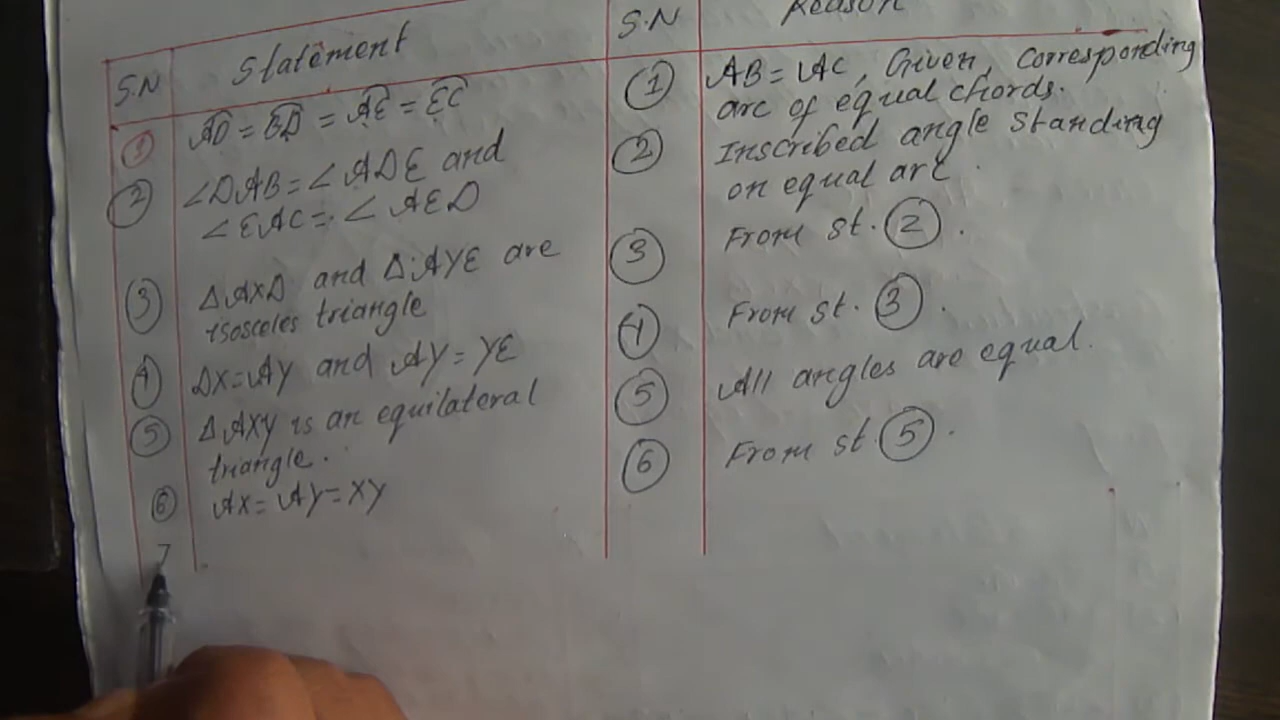 S.N Statement
① AD = BD = AE = EC
② ∠DAB = ∠ADE and
∠EAC = ∠AED
③ ΔAXD and ΔAYE are
isosceles triangle
④ DX = AY and AY = YE
⑤ ΔAXY is an equilateral
triangle.
⑥ AX = AY = XY
7
S.N Reason
① AB = AC, Given, Corresponding
arc of equal chords.
② Inscribed angle standing
on equal arc.
③ From st. ②.
④ From st. ③.
⑤ All angles are equal.
⑥ From st ⑤.